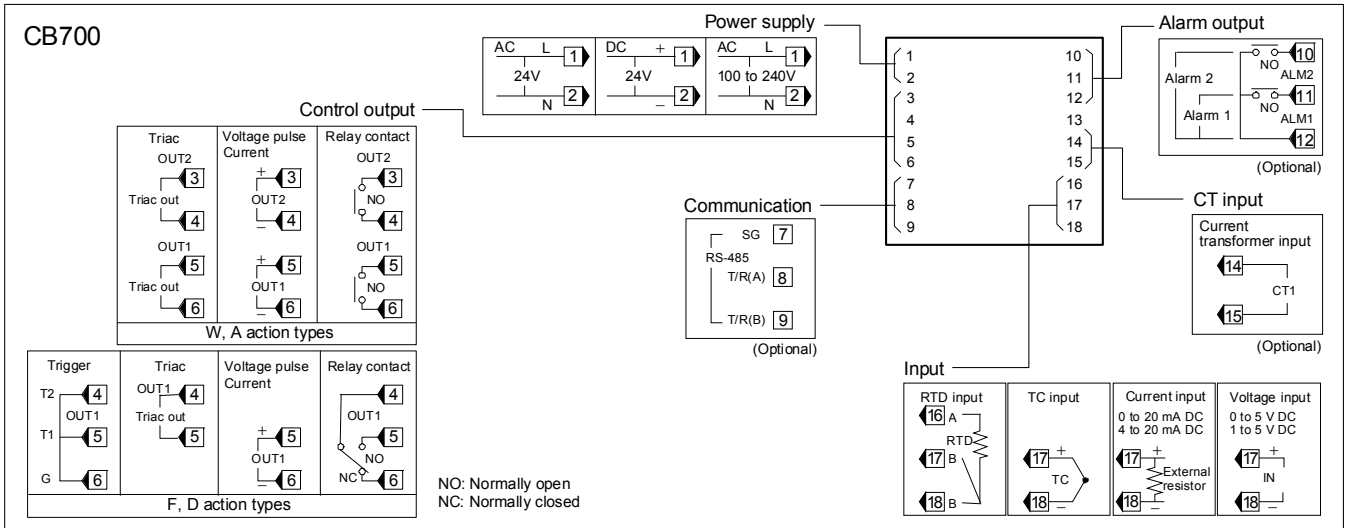 CB700
Power supply
AC L 1
24V
N 2
DC + 1
24V
– 2
AC L 1
100 to 240V
N 2
1
2
3
4
5
6
7
8
9
10
11
12
13
14
15
16
17
18
Alarm output
Alarm 2
Alarm 1
NO
10
ALM2
NO
11
ALM1
12
(Optional)
Control output
Triac
OUT2
3
Triac out
4
OUT1
5
Triac out
6
Voltage pulse
Current
+ 3
OUT2
– 4
+ 5
OUT1
– 6
Relay contact
OUT2
3
NO
4
OUT1
5
NO
6
W, A action types
Trigger
T2 4
OUT1
T1 5
G 6
Triac
OUT1 4
Triac out
5
Voltage pulse
Current
+ 5
OUT1
– 6
Relay contact
4
OUT1
5
NO
NC 6
F, D action types
NO: Normally open
NC: Normally closed
Communication
SG 7
RS-485
T/R(A) 8
T/R(B) 9
(Optional)
CT input
Current
transformer input
14
CT1
15
(Optional)
Input
RTD input
16 A
RTD
17 B
18 B
TC input
17 +
TC
18 –
Current input
0 to 20 mA DC
4 to 20 mA DC
17 +
External
resistor
18 –
Voltage input
0 to 5 V DC
1 to 5 V DC
17 +
IN
18 –